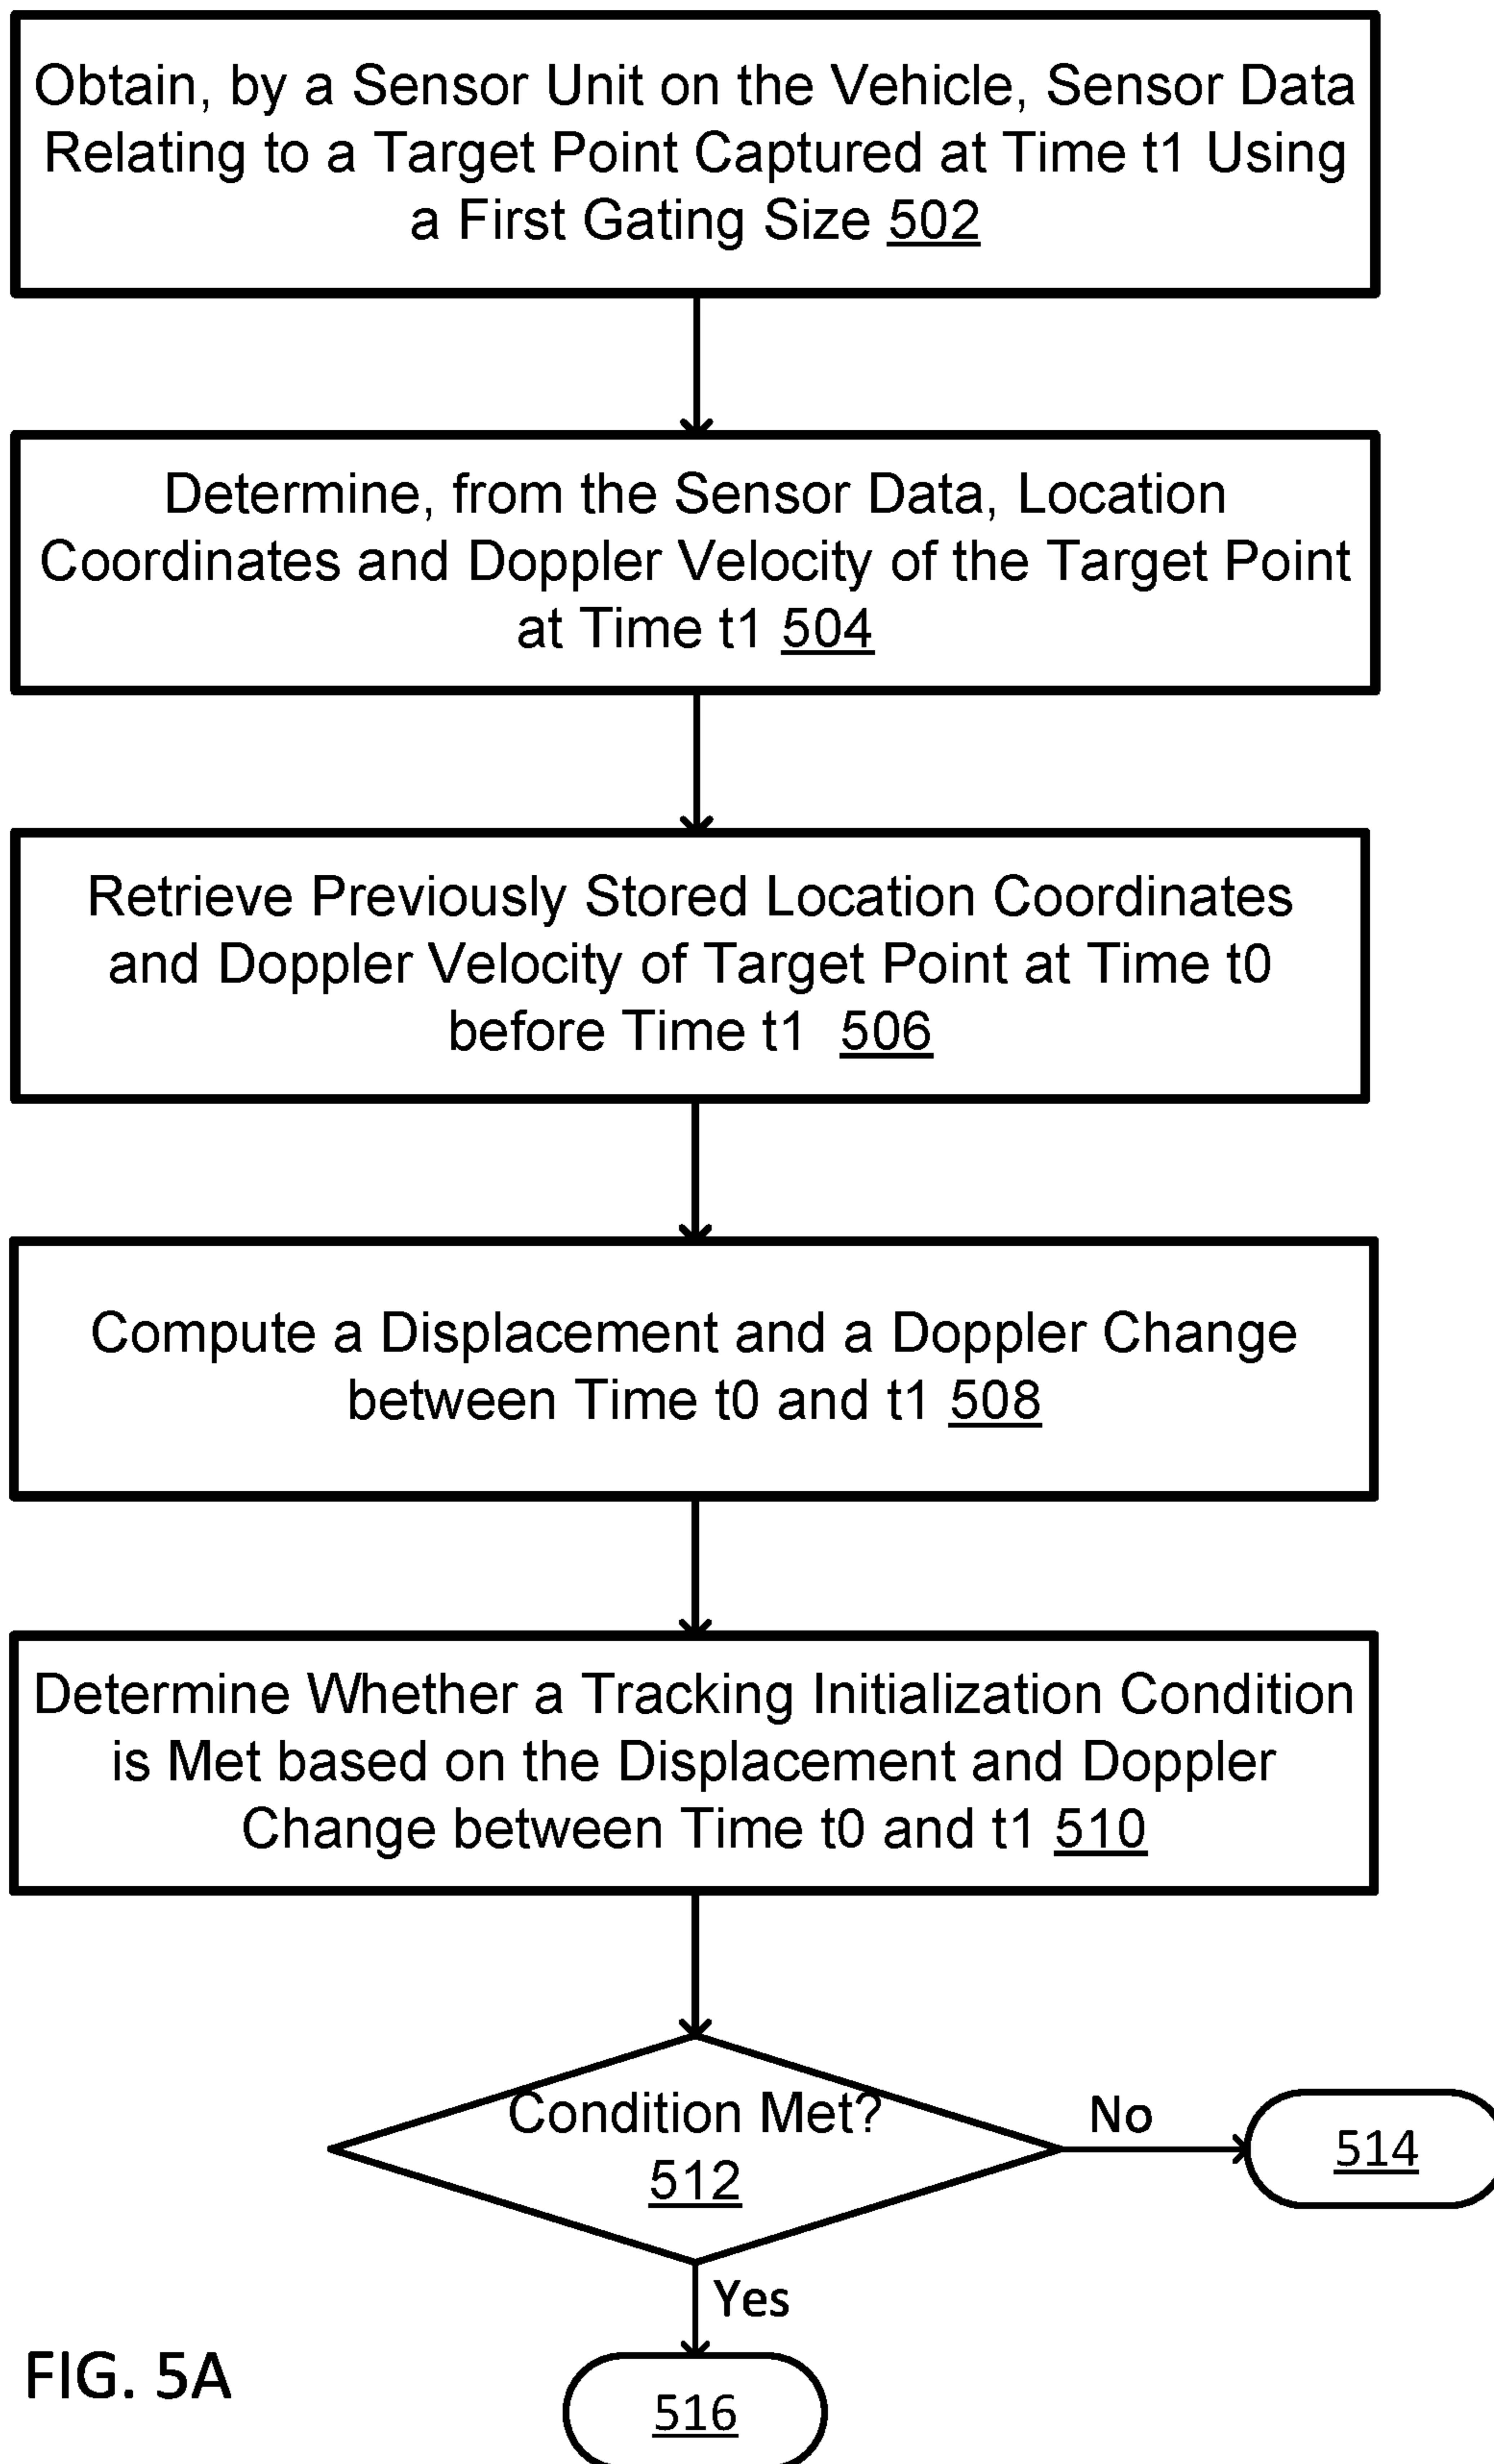 Obtain, by a Sensor Unit on the Vehicle, Sensor Data
Relating to a Target Point Captured at Time t1 Using
a First Gating Size 502
Determine, from the Sensor Data, Location
Coordinates and Doppler Velocity of the Target Point
at Time t1 504
Retrieve Previously Stored Location Coordinates
and Doppler Velocity of Target Point at Time t0
before Time t1 506
Compute a Displacement and a Doppler Change
between Time t0 and t1 508
Determine Whether a Tracking Initialization Condition
is Met based on the Displacement and Doppler
Change between Time t0 and t1 510
Condition Met?
512
No
514
Yes
516
FIG. 5A